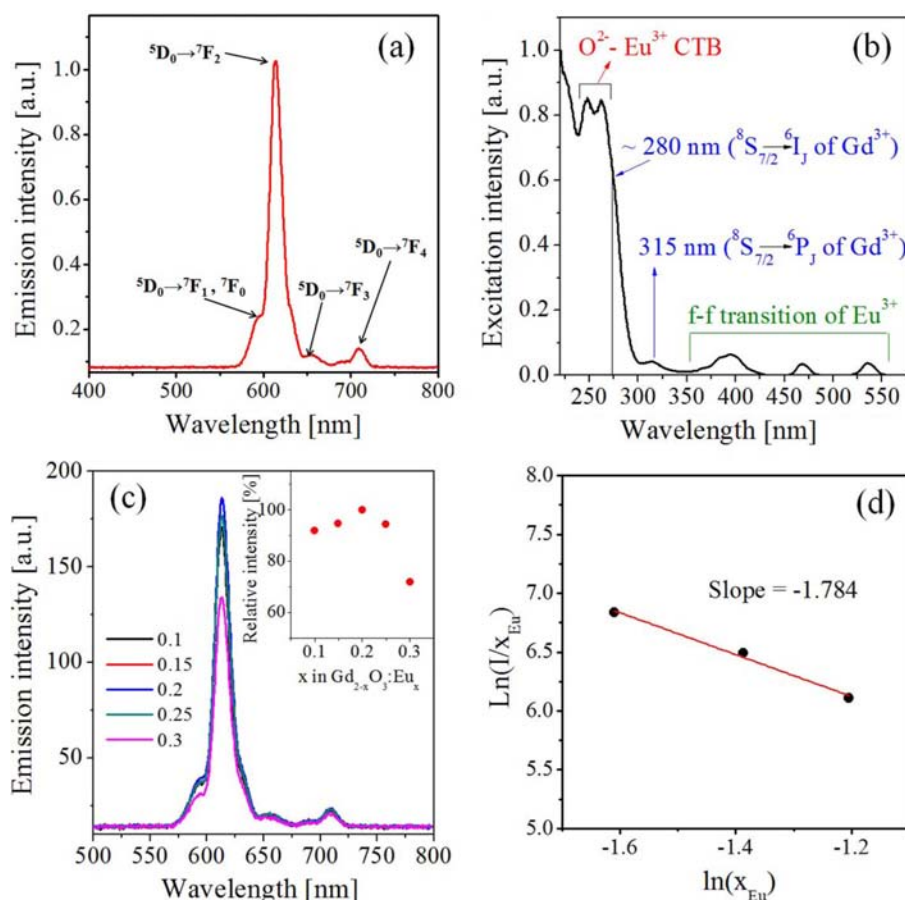 (a)
⁵D₀→⁷F₂
⁵D₀→⁷F₁ , ⁷F₀
⁵D₀→⁷F₃
⁵D₀→⁷F₄
1.0
0.8
0.6
0.4
0.2
Emission intensity [a.u.]
400 500 600 700 800
Wavelength [nm]
(b)
O²⁻- Eu³⁺ CTB
~ 280 nm (⁸S₇/₂→⁶I_J of Gd³⁺)
315 nm (⁸S₇/₂→⁶P_J of Gd³⁺)
f-f transition of Eu³⁺
1.0
0.8
0.6
0.4
0.2
0.0
Excitation intensity [a.u.]
250 300 350 400 450 500 550
Wavelength [nm]
(c)
200
150
100
50
Emission intensity [a.u.]
0.1
0.15
0.2
0.25
0.3
500 550 600 650 700 750 800
Wavelength [nm]
Relative intensity [%]
100
80
60
0.1 0.2 0.3
x in Gd₂₋ₓO₃:Euₓ
(d)
Slope = -1.784
8.0
7.5
7.0
6.5
6.0
5.5
5.0
Ln(I/x_Eu)
-1.6 -1.4 -1.2
ln(x_Eu)